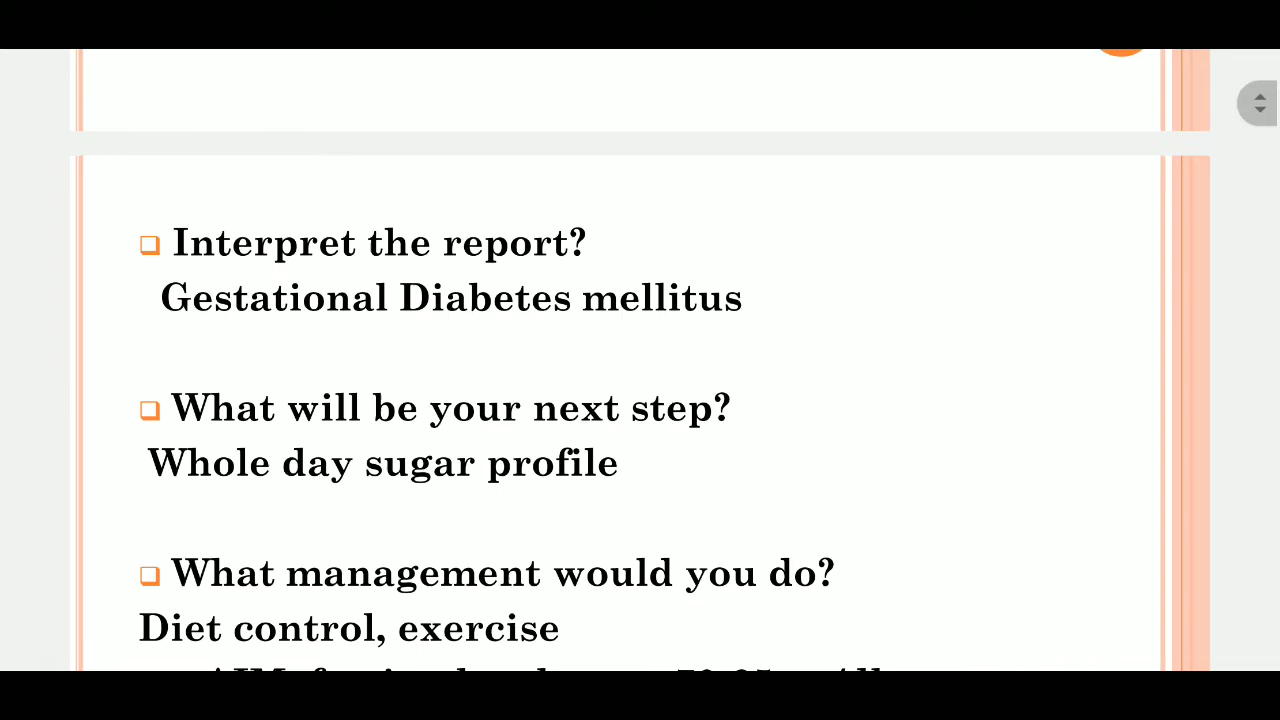 Interpret the report?
Gestational Diabetes mellitus
What will be your next step?
Whole day sugar profile
What management would you do?
Diet control, exercise